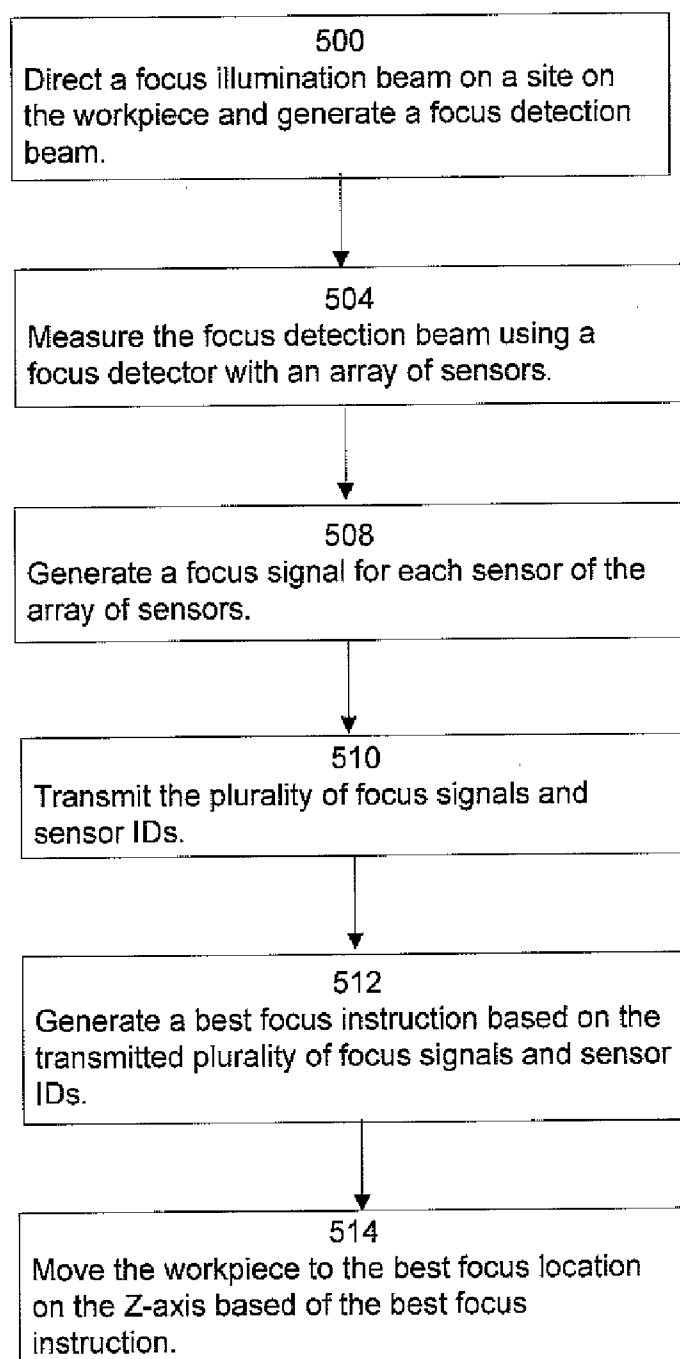 500
Direct a focus illumination beam on a site on
the workpiece and generate a focus detection
beam.
504
Measure the focus detection beam using a
focus detector with an array of sensors.
508
Generate a focus signal for each sensor of the
array of sensors.
510
Transmit the plurality of focus signals and
sensor IDs.
512
Generate a best focus instruction based on the
transmitted plurality of focus signals and sensor
IDs.
514
Move the workpiece to the best focus location
on the Z-axis based of the best focus
instruction.